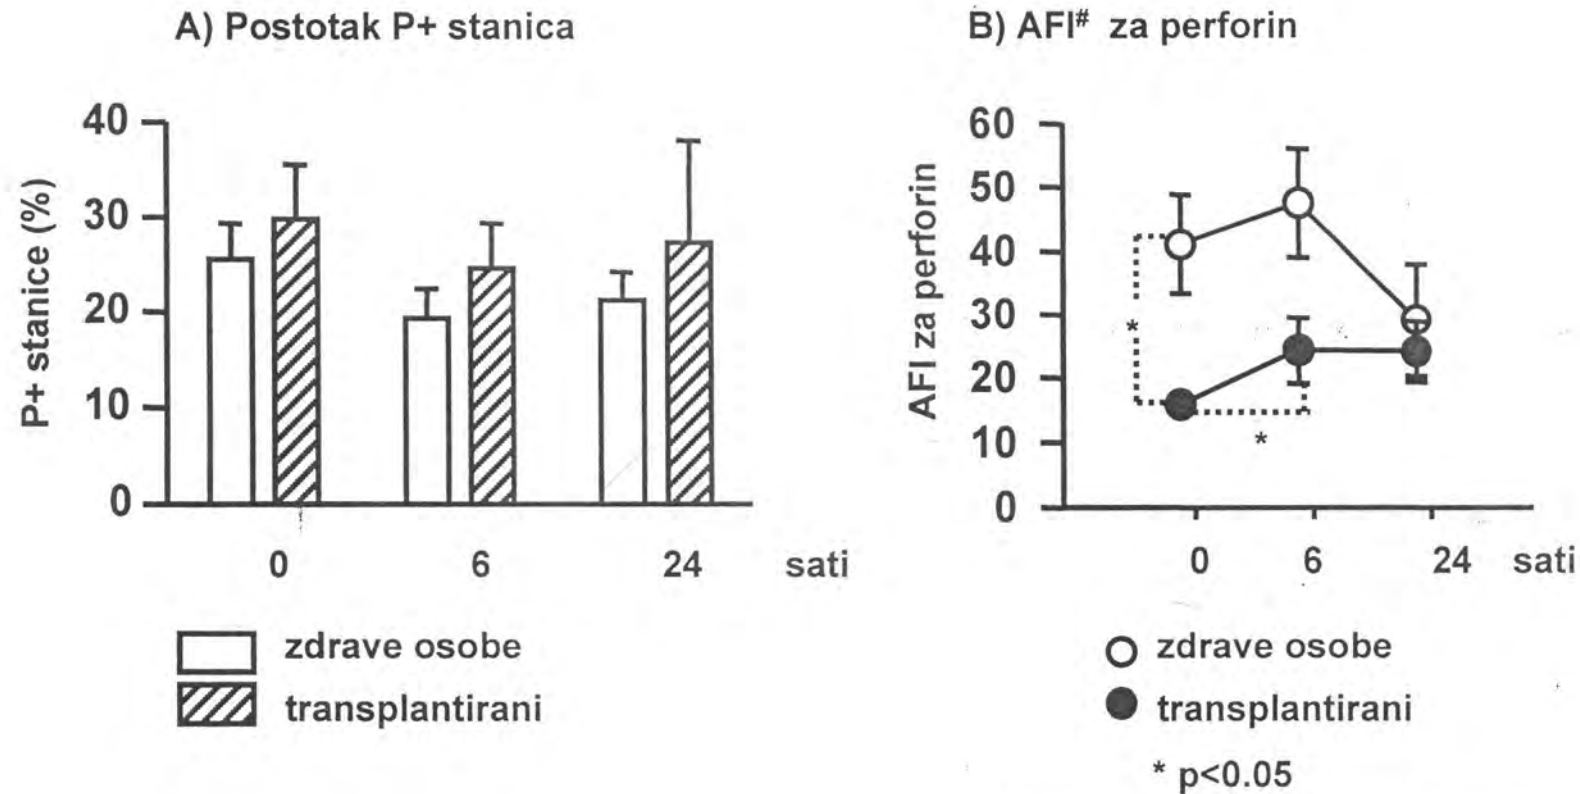 A) Postotak P+ stanica
P+ stanice (%)
40
30
20
10
0
0 6 24 sati
zdrave osobe
transplantirani
B) AFI# za perforin
AFI za perforin
60
50
40
30
20
10
0
*
*
0 6 24 sati
zdrave osobe
transplantirani
* p<0.05